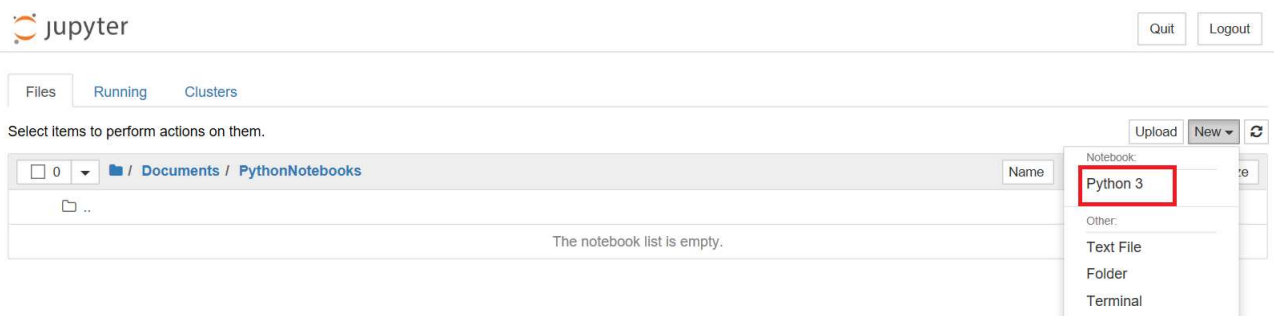 jupyter
Quit Logout
Files Running Clusters
Select items to perform actions on them.
Upload New
0 / Documents / PythonNotebooks Name
Notebook:
Python 3
..
Other:
The notebook list is empty.
Text File
Folder
Terminal